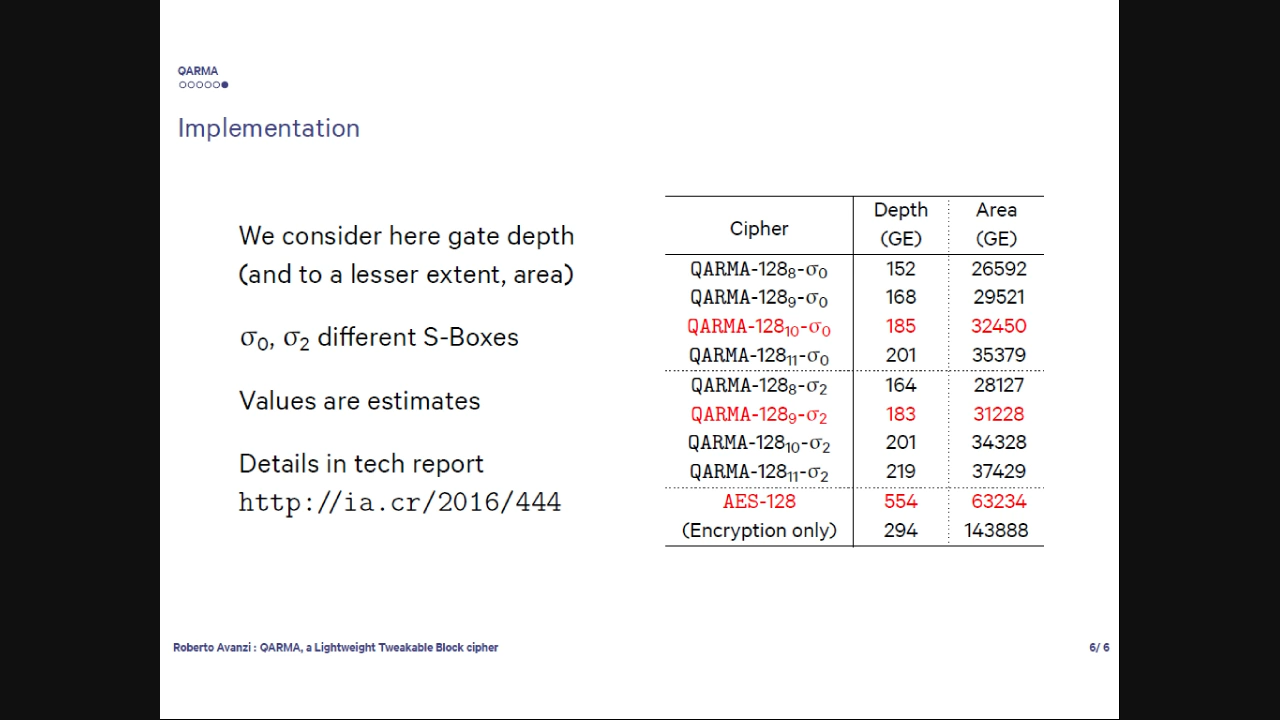 QARMA
Implementation
We consider here gate depth
(and to a lesser extent, area)
σ₀, σ₂ different S-Boxes
Values are estimates
Details in tech report
http://ia.cr/2016/444
Cipher Depth (GE) Area (GE)
QARMA-128₈-σ₀ 152 26592
QARMA-128₉-σ₀ 168 29521
QARMA-128₁₀-σ₀ 185 32450
QARMA-128₁₁-σ₀ 201 35379
QARMA-128₈-σ₂ 164 28127
QARMA-128₉-σ₂ 183 31228
QARMA-128₁₀-σ₂ 201 34328
QARMA-128₁₁-σ₂ 219 37429
AES-128 554 63234
(Encryption only) 294 143888
Roberto Avanzi : QARMA, a Lightweight Tweakable Block cipher 6/ 6